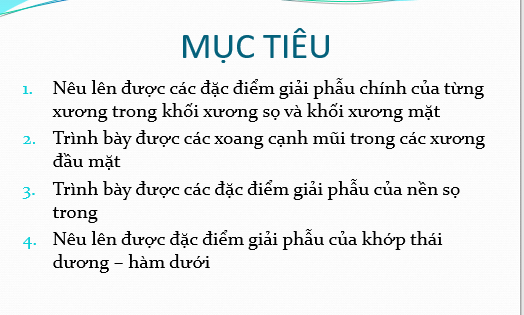 MỤC TIÊU
1. Nêu lên được các đặc điểm giải phẫu chính của từng
xương trong khối xương sọ và khối xương mặt
2. Trình bày được các xoang cạnh mũi trong các xương
đầu mặt
3. Trình bày được các đặc điểm giải phẫu của nền sọ
trong
4. Nêu lên được đặc điểm giải phẫu của khớp thái
dương – hàm dưới